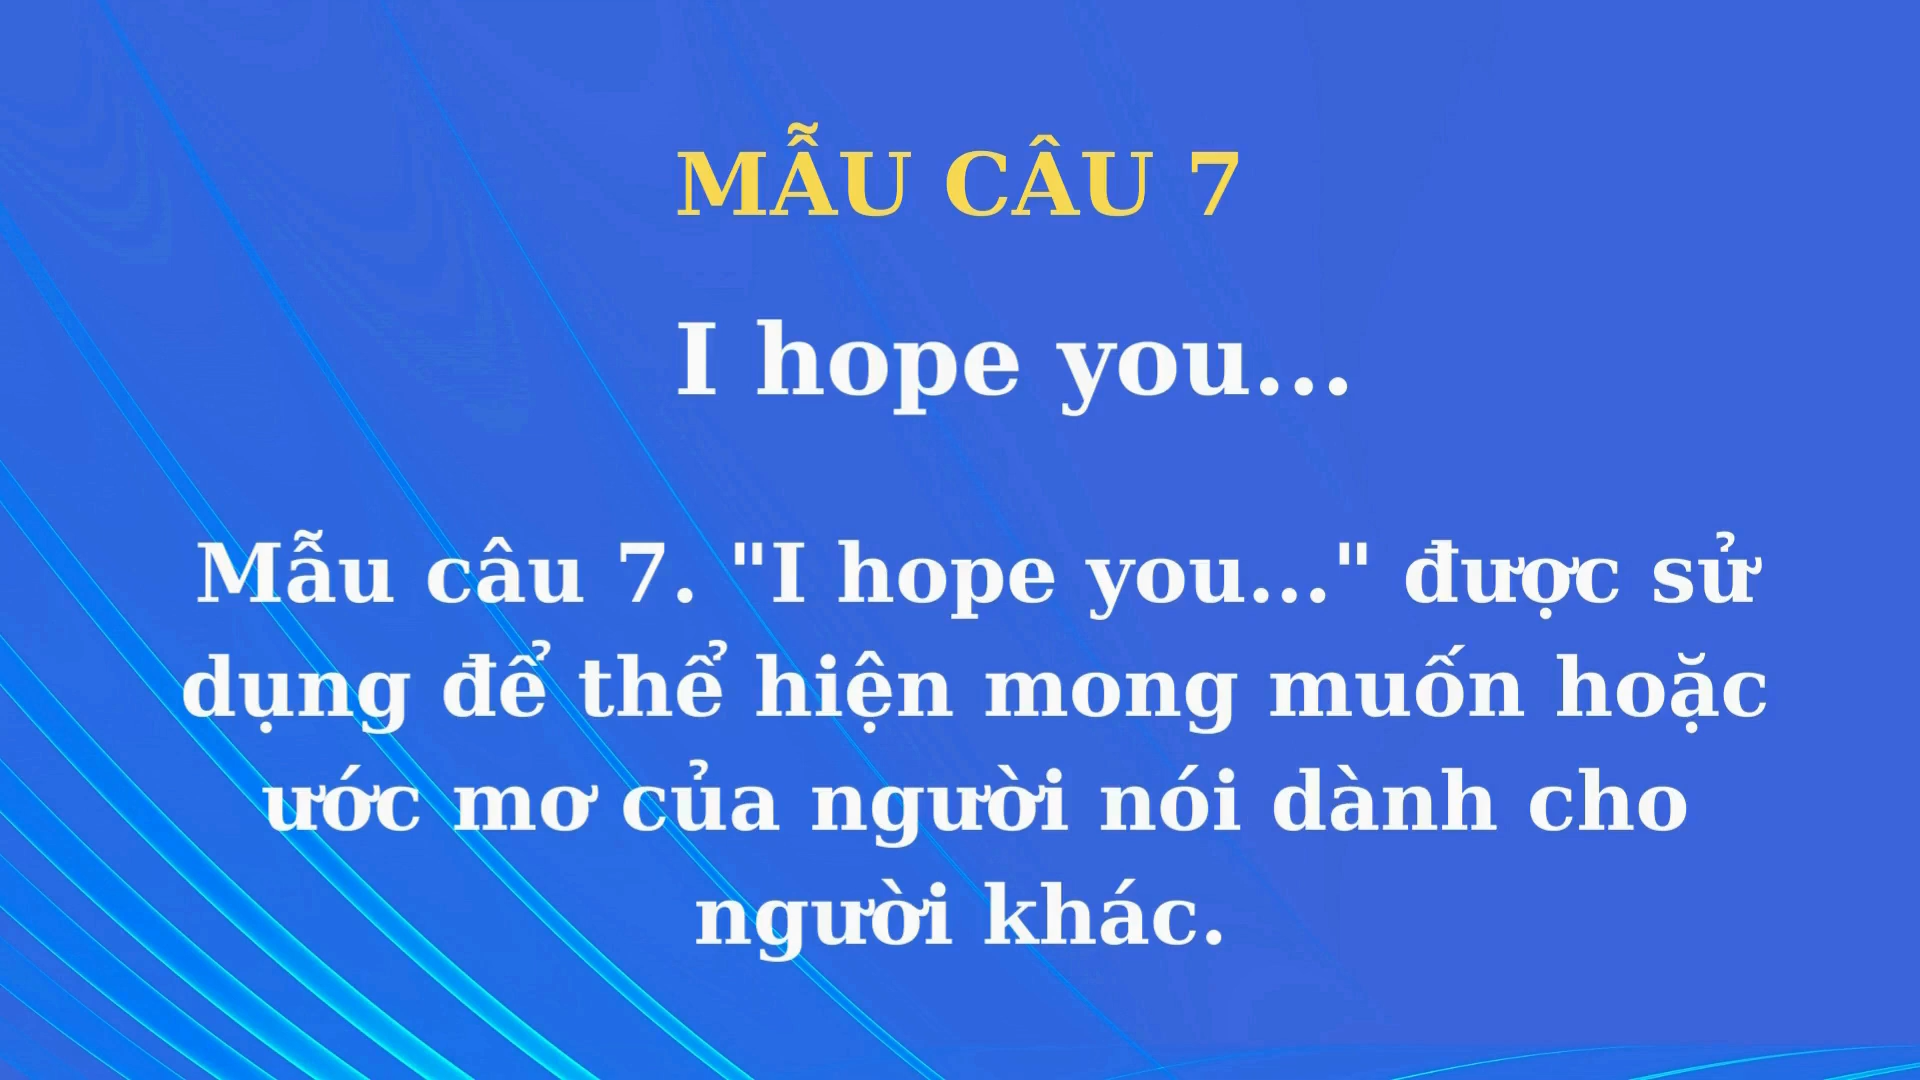 MẪU CÂU 7
I hope you...
Mẫu câu 7. "I hope you..." được sử
dụng để thể hiện mong muốn hoặc
ước mơ của người nói dành cho
người khác.